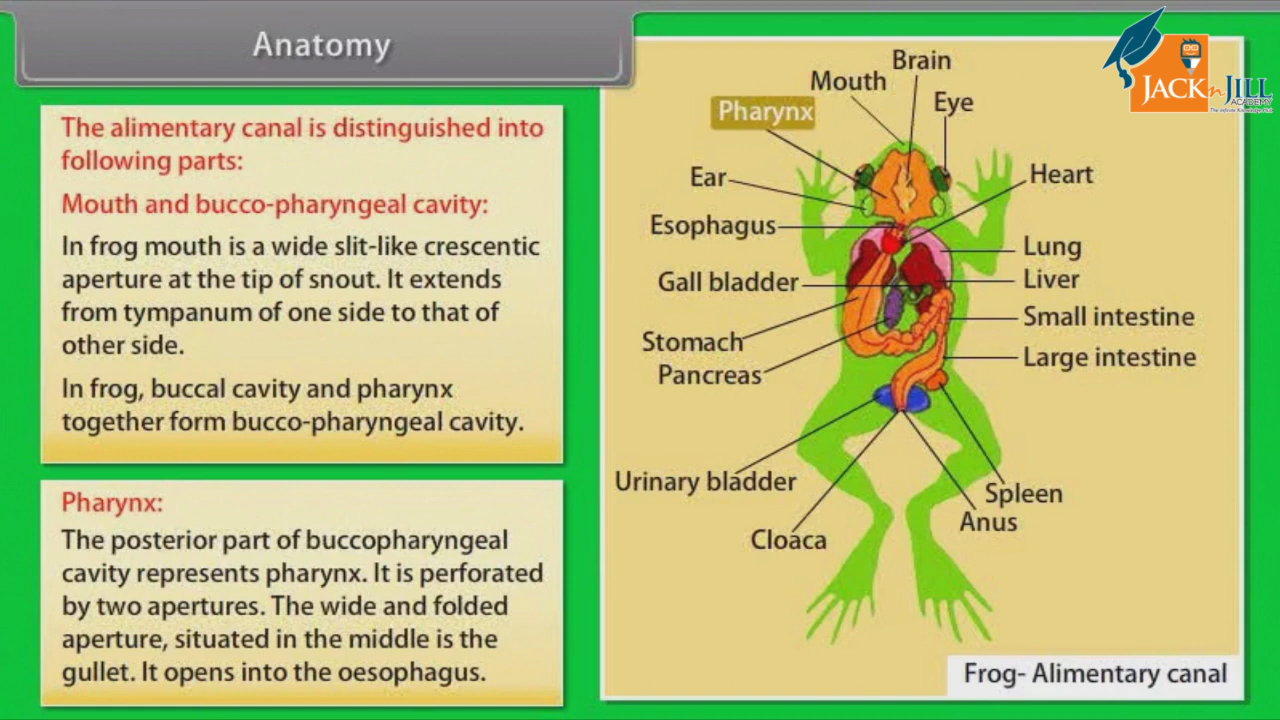 Anatomy
JACK n JILL
ACADEMY
The alimentary canal is distinguished into
following parts:
Mouth and bucco-pharyngeal cavity:
In frog mouth is a wide slit-like crescentic
aperture at the tip of snout. It extends
from tympanum of one side to that of
other side.
In frog, buccal cavity and pharynx
together form bucco-pharyngeal cavity.
Pharynx:
The posterior part of buccopharyngeal
cavity represents pharynx. It is perforated
by two apertures. The wide and folded
aperture, situated in the middle is the
gullet. It opens into the oesophagus.
Brain
Mouth
Eye
Pharynx
Ear
Heart
Esophagus
Lung
Gall bladder
Liver
Small intestine
Stomach
Large intestine
Pancreas
Urinary bladder
Spleen
Anus
Cloaca
Frog- Alimentary canal